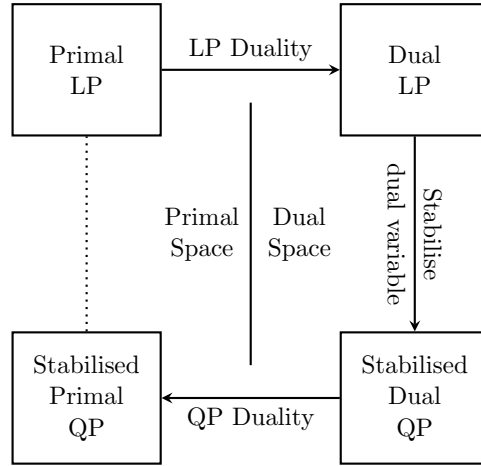 Primal
LP
LP Duality
Dual
LP
Primal
Space
Dual
Space
Stabilise
dual variable
Stabilised
Primal
QP
QP Duality
Stabilised
Dual
QP